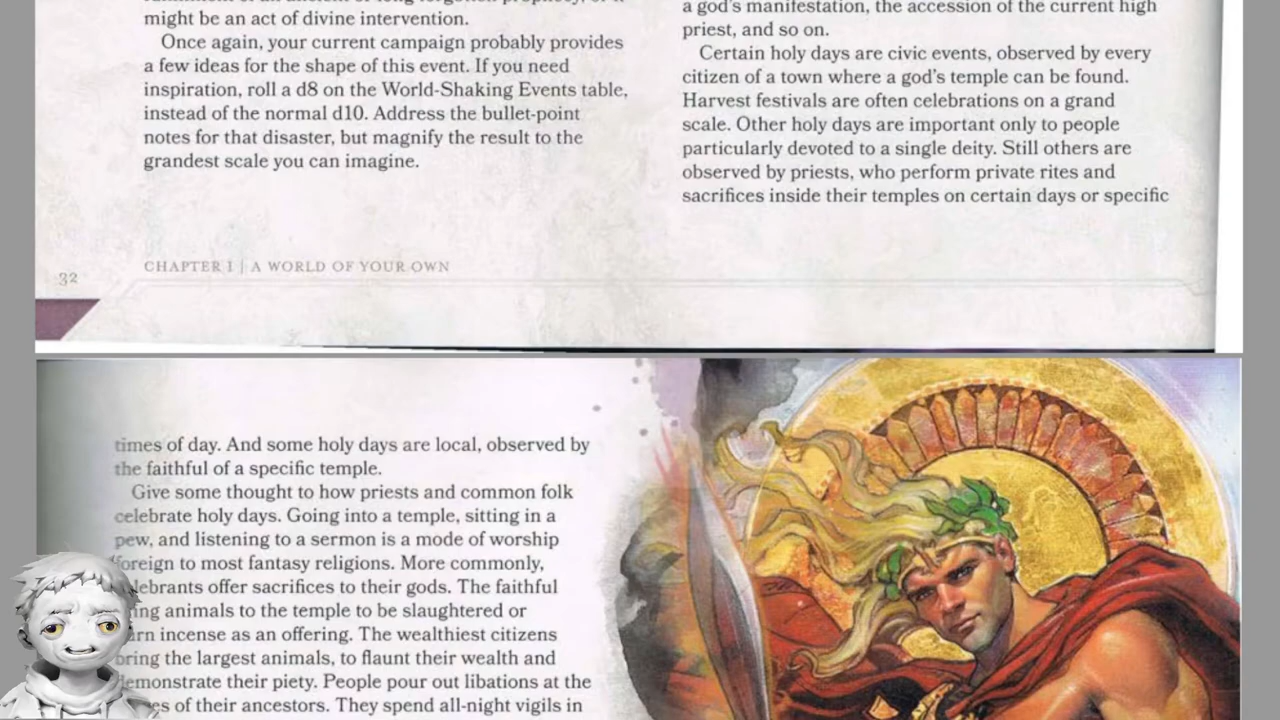 might be an act of divine intervention.
Once again, your current campaign probably provides
a few ideas for the shape of this event. If you need
inspiration, roll a d8 on the World-Shaking Events table,
instead of the normal d10. Address the bullet-point
notes for that disaster, but magnify the result to the
grandest scale you can imagine.
a god's manifestation, the accession of the current high
priest, and so on.
Certain holy days are civic events, observed by every
citizen of a town where a god's temple can be found.
Harvest festivals are often celebrations on a grand
scale. Other holy days are important only to people
particularly devoted to a single deity. Still others are
observed by priests, who perform private rites and
sacrifices inside their temples on certain days or specific
32
CHAPTER 1 | A WORLD OF YOUR OWN
times of day. And some holy days are local, observed by
the faithful of a specific temple.
Give some thought to how priests and common folk
celebrate holy days. Going into a temple, sitting in a
pew, and listening to a sermon is a mode of worship
foreign to most fantasy religions. More commonly,
offer sacrifices to their gods. The faithful
animals to the temple to be slaughtered or
incense as an offering. The wealthiest citizens
bring the largest animals, to flaunt their wealth and
demonstrate their piety. People pour out libations at the
of their ancestors. They spend all-night vigils in